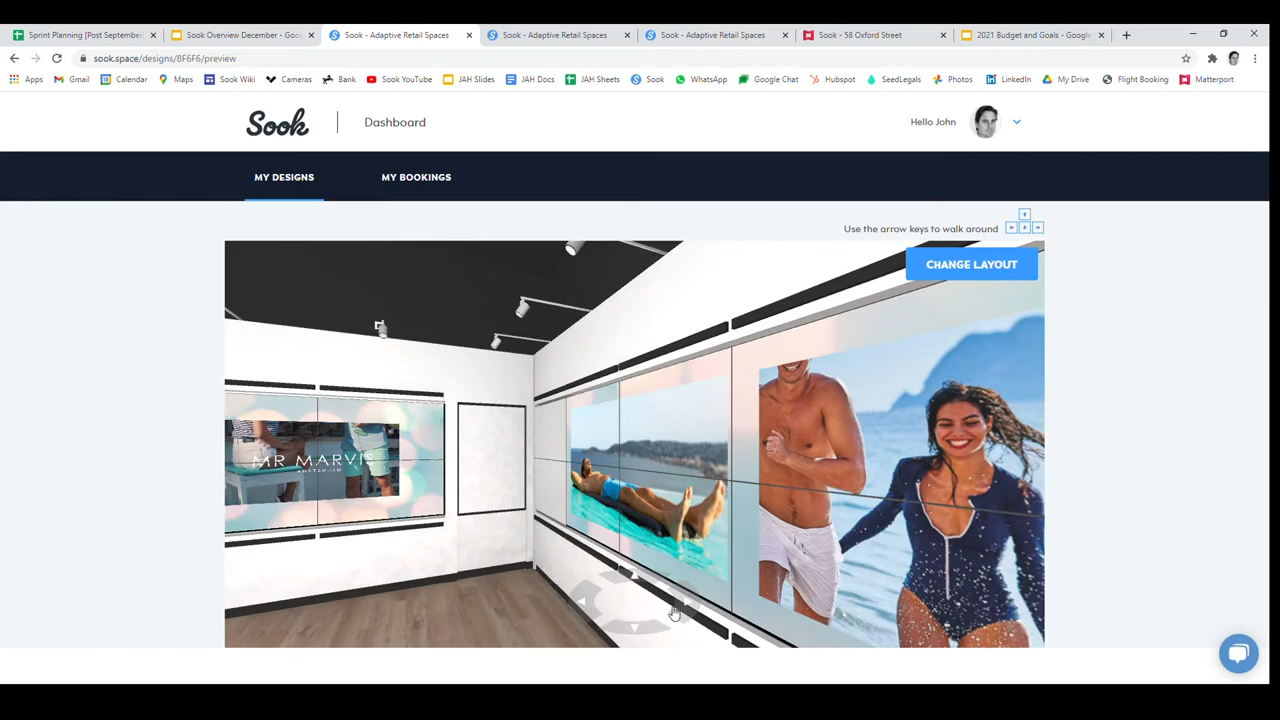 Sprint Planning [Post September]
Sook Overview December - Goo
Sook - Adaptive Retail Spaces
Sook - Adaptive Retail Spaces
Sook - Adaptive Retail Spaces
Sook - 58 Oxford Street
2021 Budget and Goals - Google
sook.space/designs/8F6F6/preview
Apps Gmail Calendar Maps Sook Wiki Cameras Bank Sook YouTube JAH Slides JAH Docs JAH Sheets Sook WhatsApp Google Chat Hubspot SeedLegals Photos LinkedIn My Drive Flight Booking Matterport
Sook
Dashboard
Hello John
MY DESIGNS
MY BOOKINGS
Use the arrow keys to walk around
CHANGE LAYOUT
MR MARVIS